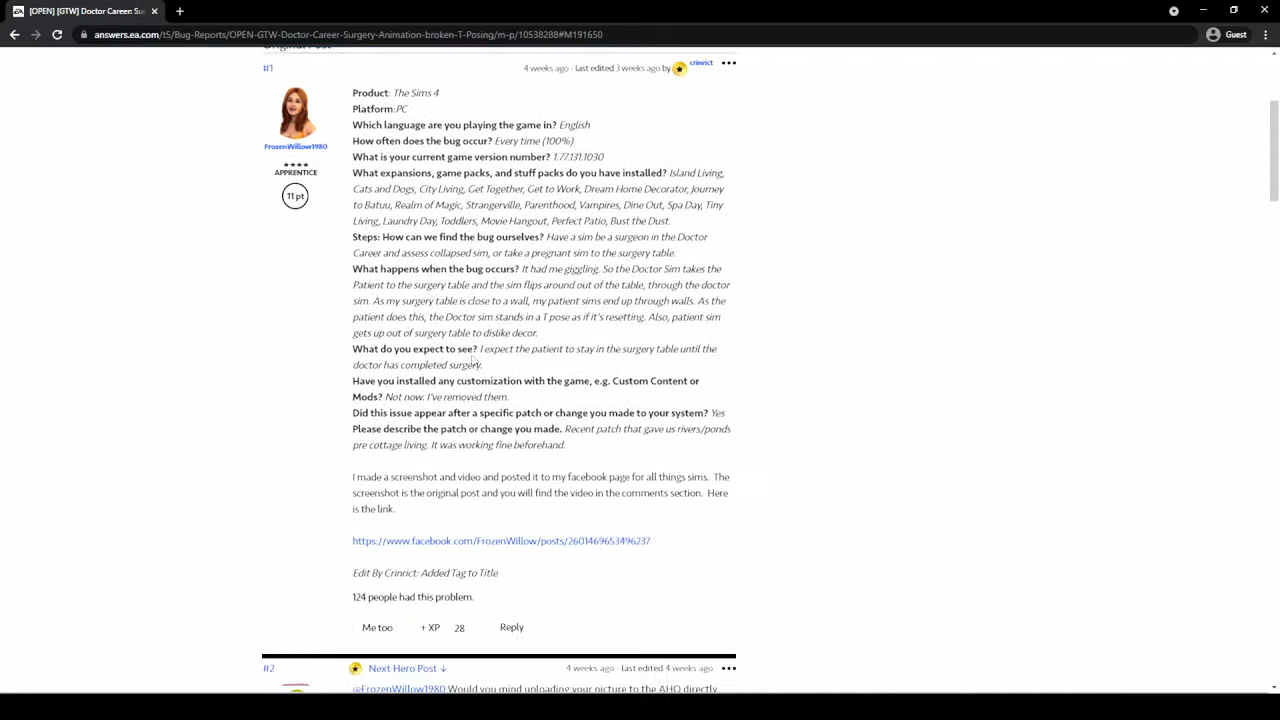 [OPEN] [GTW] Doctor Career: Su
answers.ea.com/t5/Bug-Reports/OPEN-GTW-Doctor-Career-Surgery-Animation-broken-T-Posing/m-p/10538288#M191650
Guest
Original Post
#1
4 weeks ago - last edited 3 weeks ago by crinrict
FrozenWillow1980
★★★★
APPRENTICE
11 pt
Product: The Sims 4
Platform:PC
Which language are you playing the game in? English
How often does the bug occur? Every time (100%)
What is your current game version number? 1.77.131.1030
What expansions, game packs, and stuff packs do you have installed? Island Living,
Cats and Dogs, City Living, Get Together, Get to Work, Dream Home Decorator, Journey
to Batuu, Realm of Magic, Strangerville, Parenthood, Vampires, Dine Out, Spa Day, Tiny
Living, Laundry Day, Toddlers, Movie Hangout, Perfect Patio, Bust the Dust.
Steps: How can we find the bug ourselves? Have a sim be a surgeon in the Doctor
Career and assess collapsed sim, or take a pregnant sim to the surgery table.
What happens when the bug occurs? It had me giggling. So the Doctor Sim takes the
Patient to the surgery table and the sim flips around out of the table, through the doctor
sim. As my surgery table is close to a wall, my patient sims end up through walls. As the
patient does this, the Doctor sim stands in a T pose as if it's resetting. Also, patient sim
gets up out of surgery table to dislike decor.
What do you expect to see? I expect the patient to stay in the surgery table until the
doctor has completed surgery.
Have you installed any customization with the game, e.g. Custom Content or
Mods? Not now. I've removed them.
Did this issue appear after a specific patch or change you made to your system? Yes
Please describe the patch or change you made. Recent patch that gave us rivers/ponds
pre cottage living. It was working fine beforehand.
I made a screenshot and video and posted it to my facebook page for all things sims. The
screenshot is the original post and you will find the video in the comments section. Here
is the link.
https://www.facebook.com/FrozenWillow/posts/2601469653496237
Edit By Crinrict: Added Tag to Title
124 people had this problem.
Me too + XP 28 Reply
#2 Next Hero Post ↓ 4 weeks ago last edited 4 weeks ago
@FrozenWillow1980 Would you mind uploading your picture to the AHQ directly